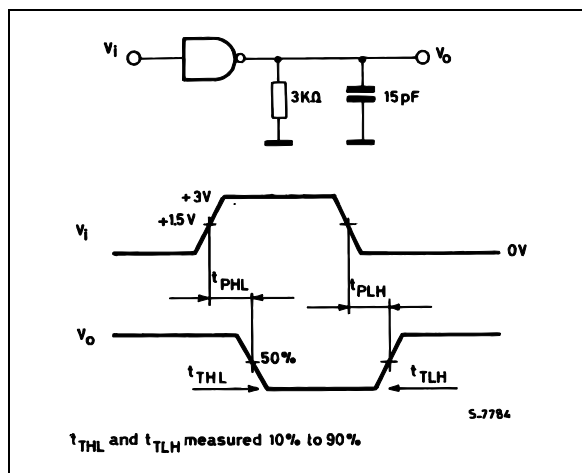 Vi
Vo
3KΩ
15pF
+3V
+1.5V
Vi
0V
tPHL
tPLH
Vo
50%
tTHL
tTLH
S-7784
tTHL and tTLH measured 10% to 90%